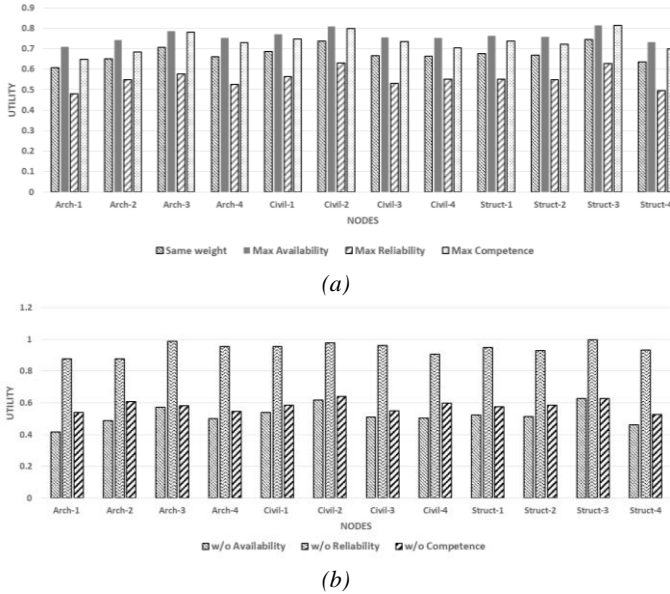 0.9
0.8
0.7
0.6
0.5
0.4
0.3
0.2
0.1
0
UTILITY
Arch-1 Arch-2 Arch-3 Arch-4 Civil-1 Civil-2 Civil-3 Civil-4 Struct-1 Struct-2 Struct-3 Struct-4
NODES
Same weight Max Availability Max Reliability Max Competence
(a)
1.2
1
0.8
0.6
0.4
0.2
0
UTILITY
Arch-1 Arch-2 Arch-3 Arch-4 Civil-1 Civil-2 Civil-3 Civil-4 Struct-1 Struct-2 Struct-3 Struct-4
NODES
w/o Availability w/o Reliability w/o Competence
(b)